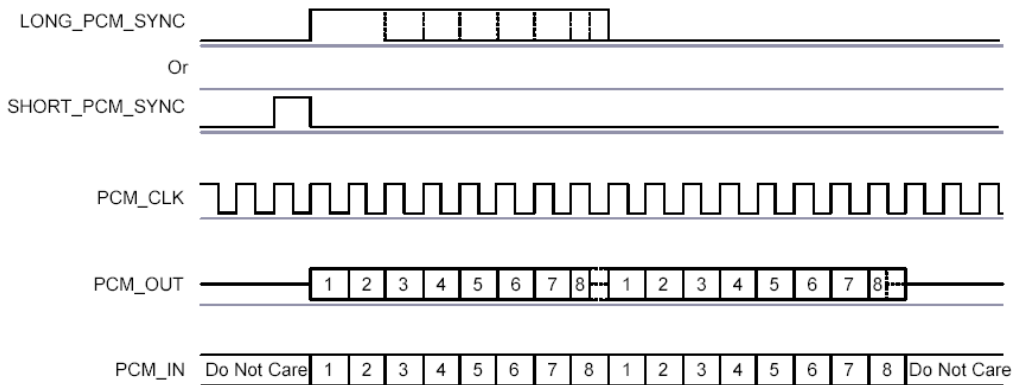 LONG_PCM_SYNC
Or
SHORT_PCM_SYNC
PCM_CLK
PCM_OUT 1 2 3 4 5 6 7 8 1 2 3 4 5 6 7 8
PCM_IN Do Not Care 1 2 3 4 5 6 7 8 1 2 3 4 5 6 7 8 Do Not Care